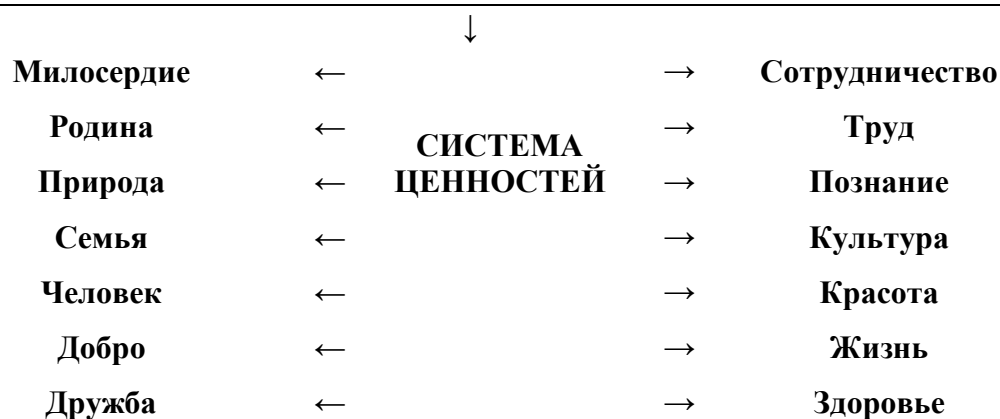 ↓
Милосердие ← → Сотрудничество
Родина ← → Труд
СИСТЕМА
ЦЕННОСТЕЙ
Природа ← → Познание
Семья ← → Культура
Человек ← → Красота
Добро ← → Жизнь
Дружба ← → Здоровье